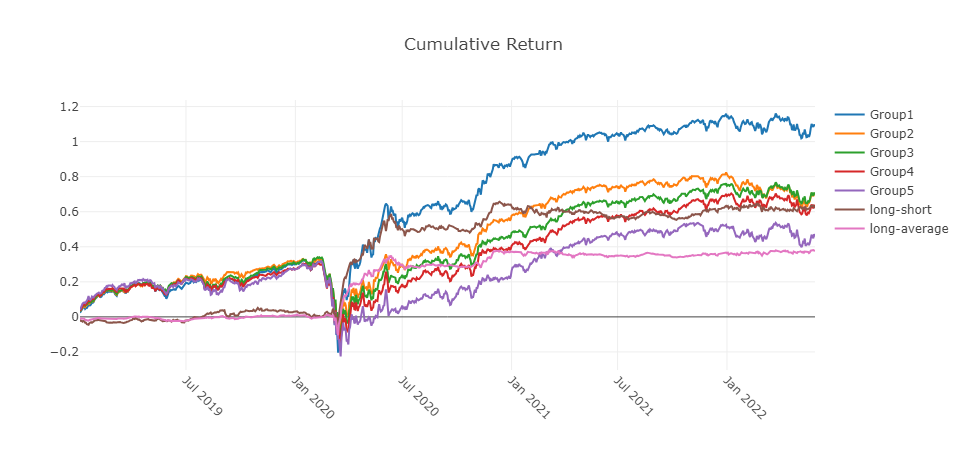 Cumulative Return
1.2
1
0.8
0.6
0.4
0.2
0
−0.2
Jul 2019
Jan 2020
Jul 2020
Jan 2021
Jul 2021
Jan 2022
Group1
Group2
Group3
Group4
Group5
long-short
long-average